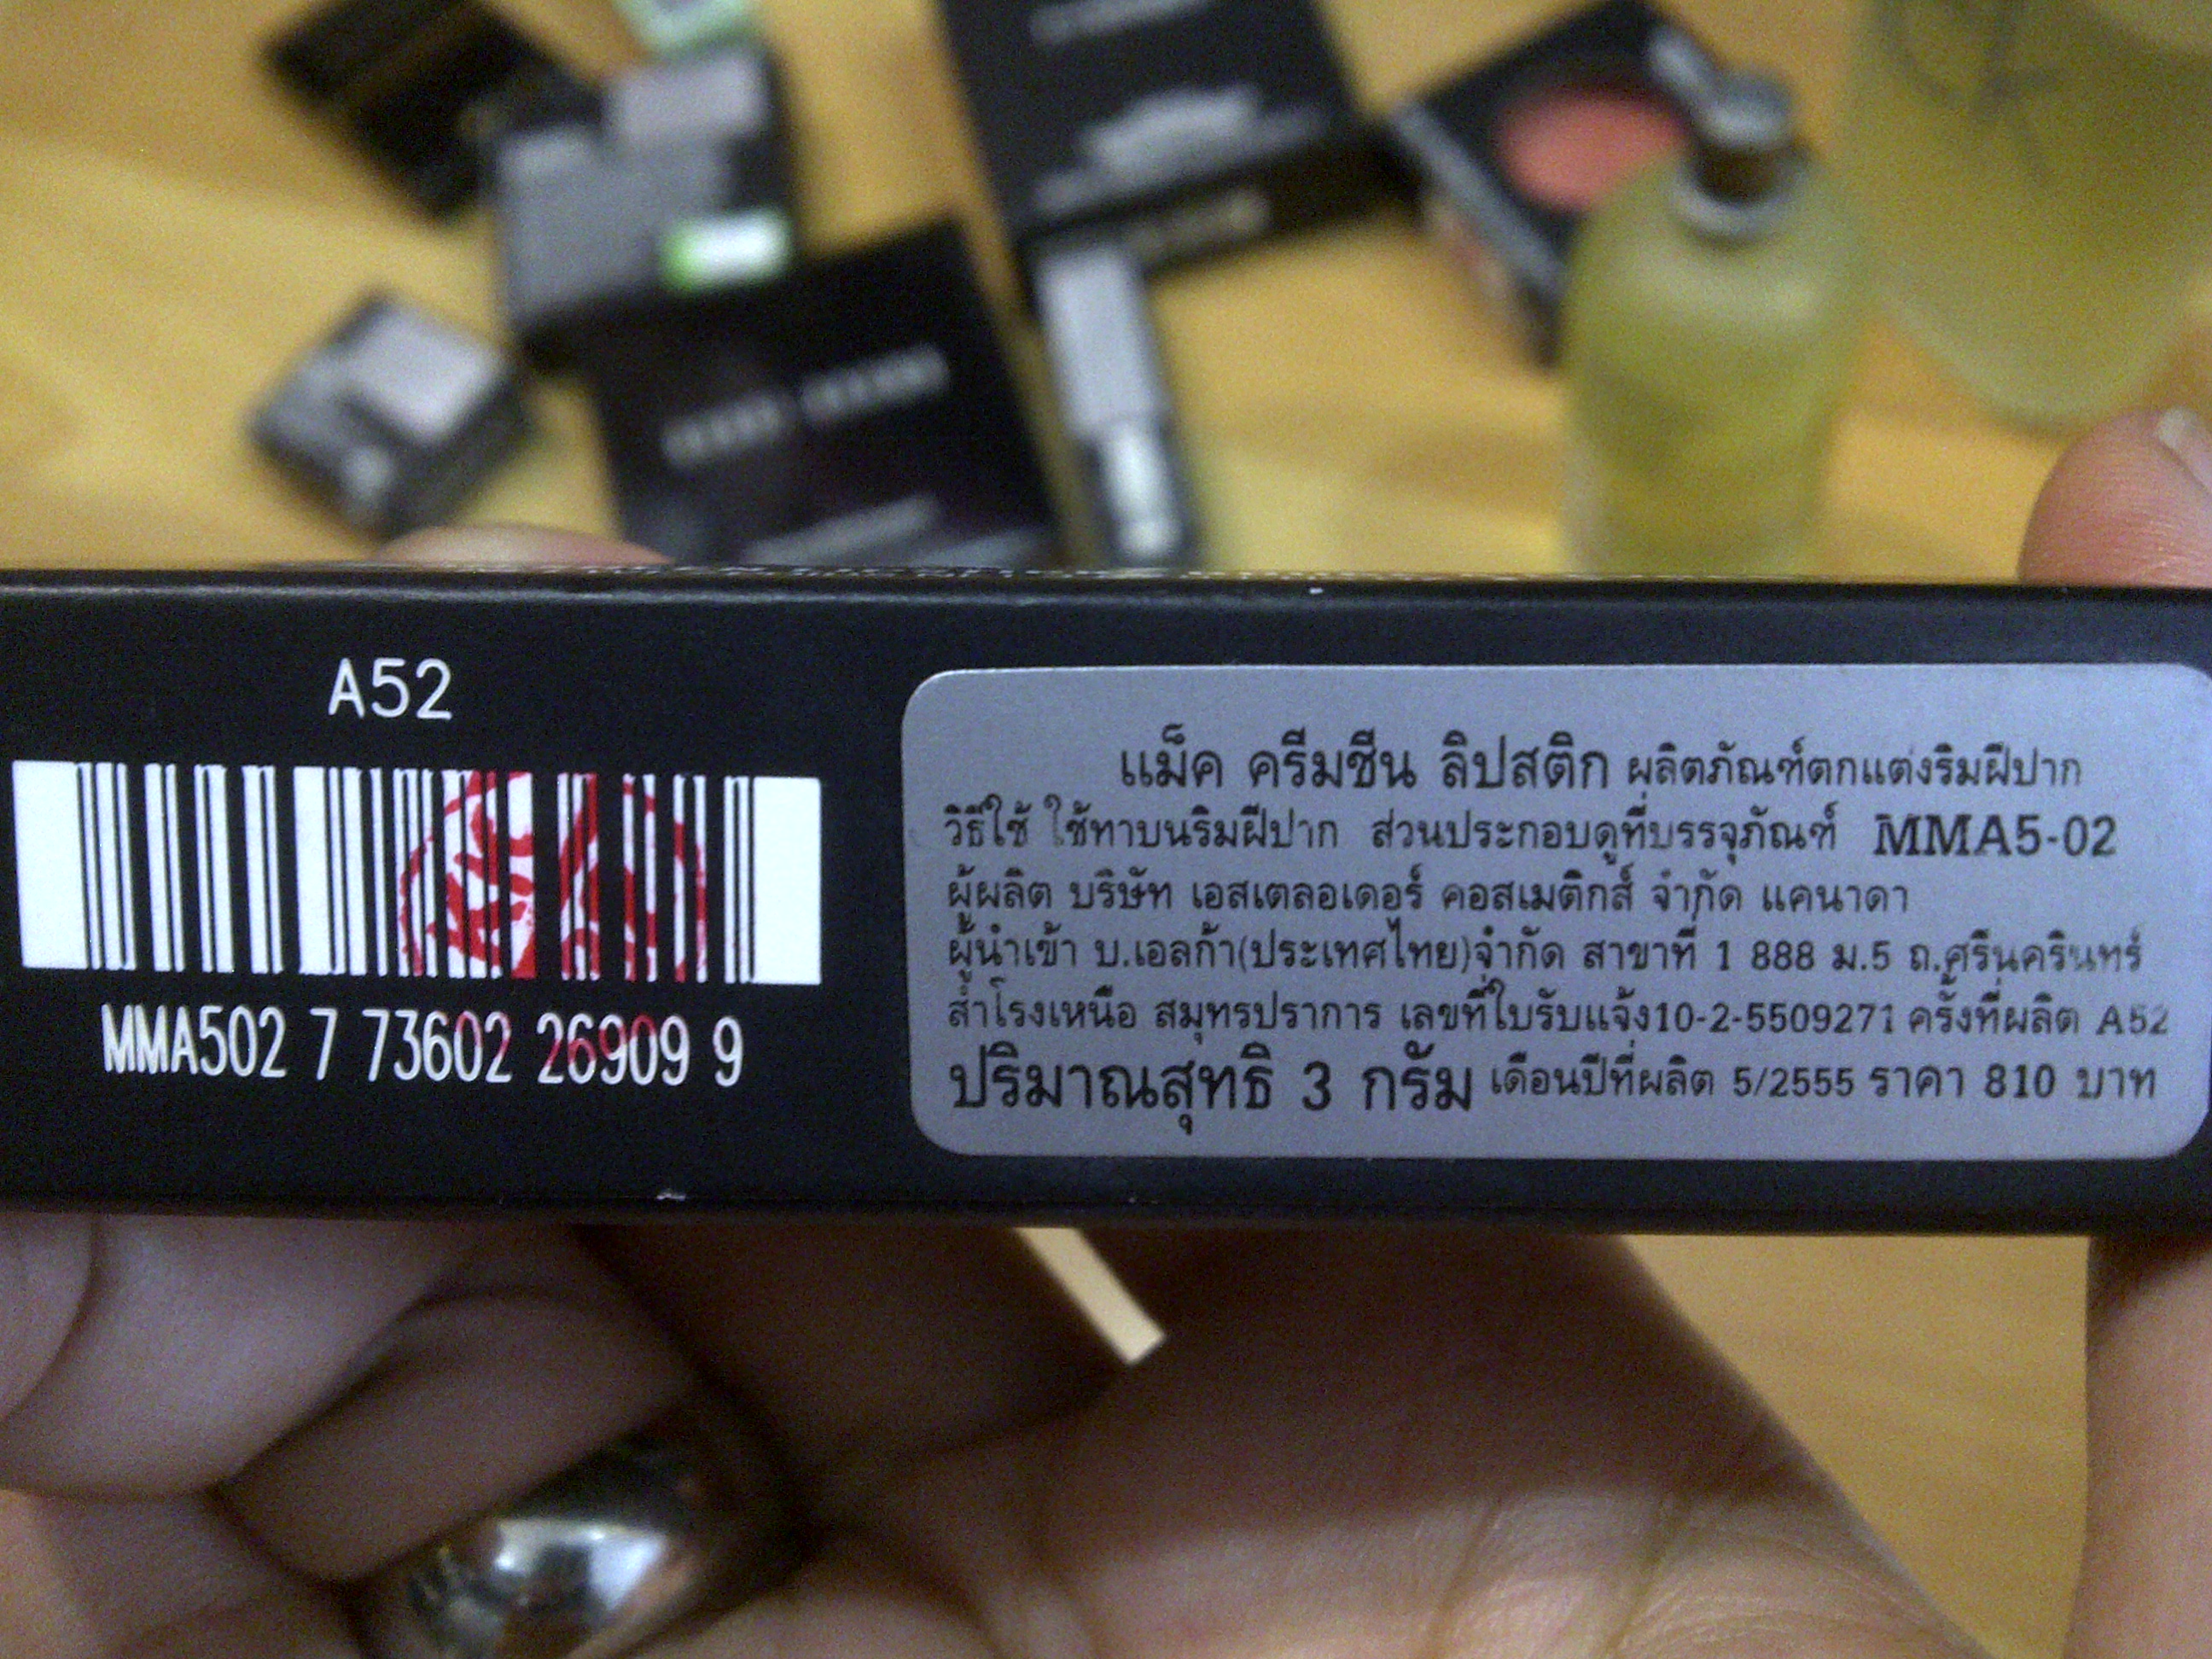 A52
MMA502 7 73602 26909 9
แม็ค ครีมชีน ลิปสติก ผลิตภัณฑ์ตกแต่งริมฝีปาก
วิธีใช้ ใช้ทาบนริมฝีปาก ส่วนประกอบดูที่บรรจุภัณฑ์ MMA5-02
ผู้ผลิต บริษัท เอสเตลอเดอร์ คอสเมติกส์ จำกัด แคนาดา
ผู้นำเข้า บ.เอลก้า(ประเทศไทย)จำกัด สาขาที่ 1 888 ม.5 ถ.ศรีนครินทร์
สำโรงเหนือ สมุทรปราการ เลขที่ใบรับแจ้ง10-2-5509271 ครั้งที่ผลิต A52
ปริมาณสุทธิ 3 กรัม เดือนปีที่ผลิต 5/2555 ราคา 810 บาท